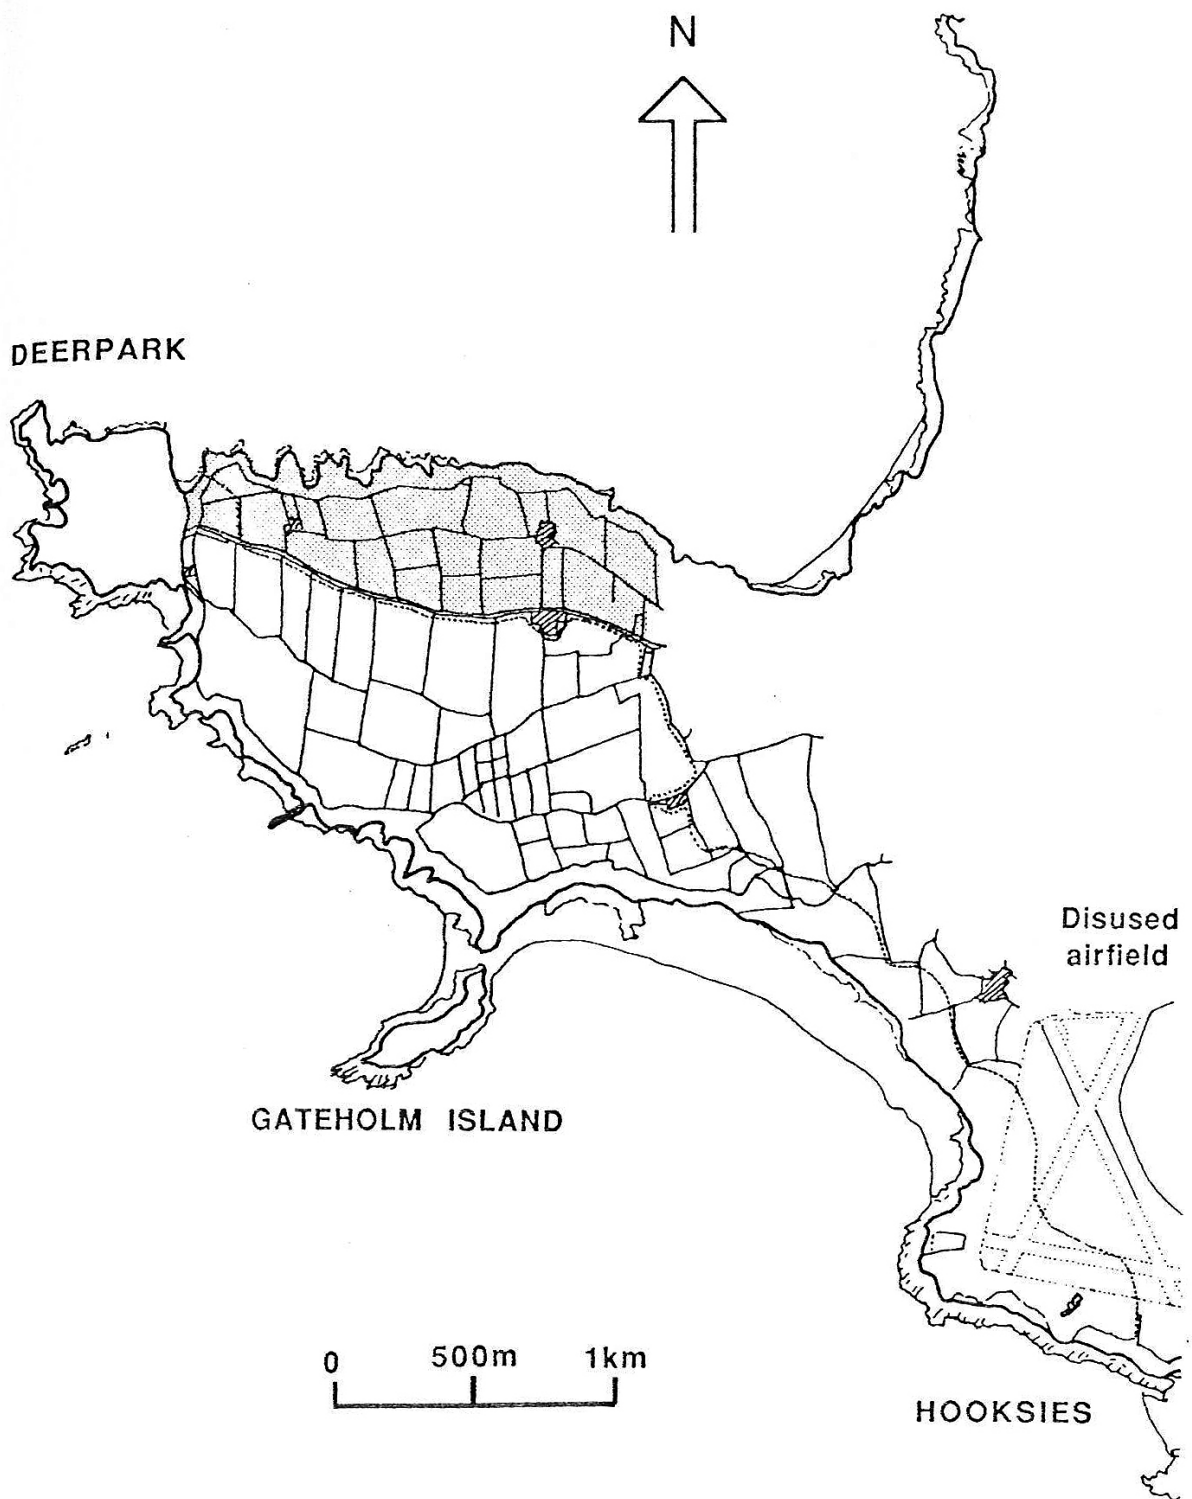 N
DEERPARK
Disused
airfield
GATEHOLM ISLAND
0 500m 1km
HOOKSIES